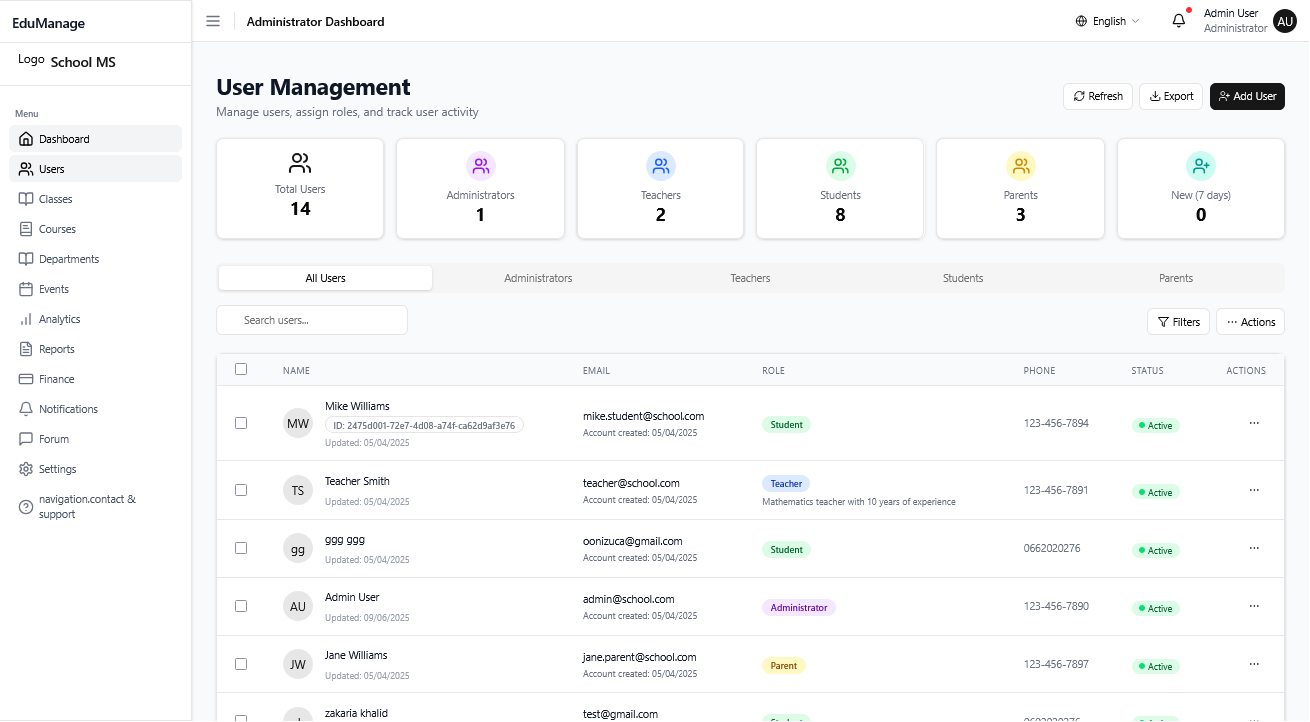 EduManage
Administrator Dashboard
English
Admin User
Administrator
AU
Logo School MS
Menu
Dashboard
Users
Classes
Courses
Departments
Events
Analytics
Reports
Finance
Notifications
Forum
Settings
navigation.contact &
support
User Management
Manage users, assign roles, and track user activity
Refresh
Export
Add User
Total Users
14
Administrators
1
Teachers
2
Students
8
Parents
3
New (7 days)
0
All Users
Administrators
Teachers
Students
Parents
Search users...
Filters
··· Actions
NAME EMAIL ROLE PHONE STATUS ACTIONS
MW
Mike Williams
ID: 2475d001-72e7-4d08-a74f-ca62d9af3e76
Updated: 05/04/2025
mike.student@school.com
Account created: 05/04/2025
Student
123-456-7894
Active
···
TS
Teacher Smith
Updated: 05/04/2025
teacher@school.com
Account created: 05/04/2025
Teacher
Mathematics teacher with 10 years of experience
123-456-7891
Active
···
gg
ggg ggg
Updated: 05/04/2025
oonizuca@gmail.com
Account created: 05/04/2025
Student
0662020276
Active
···
AU
Admin User
Updated: 09/06/2025
admin@school.com
Account created: 05/04/2025
Administrator
123-456-7890
Active
···
JW
Jane Williams
Updated: 05/04/2025
jane.parent@school.com
Account created: 05/04/2025
Parent
123-456-7897
Active
···
zakaria khalid
test@gmail.com